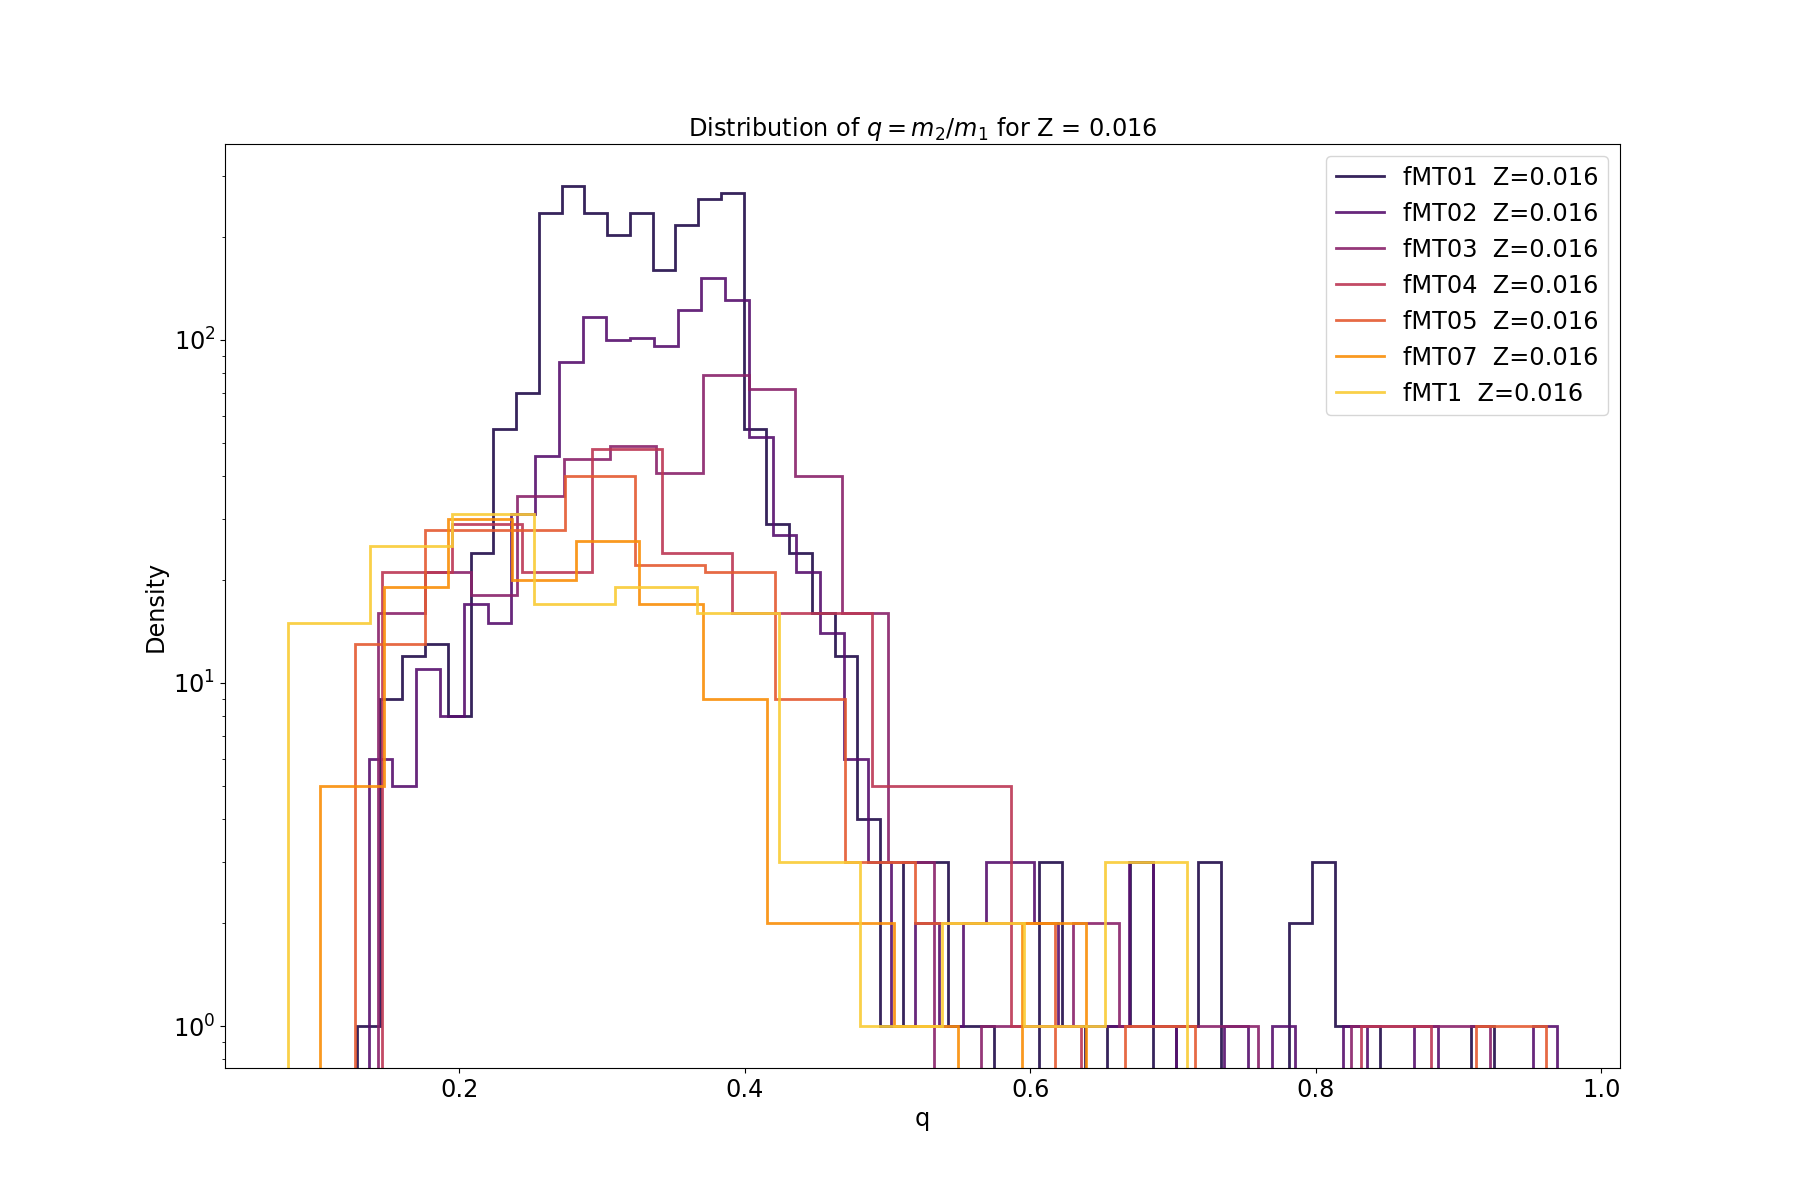 Distribution of $q = m_2/m_1$ for Z = 0.016
fMT01 Z=0.016
fMT02 Z=0.016
fMT03 Z=0.016
fMT04 Z=0.016
fMT05 Z=0.016
fMT07 Z=0.016
fMT1 Z=0.016
Density
10²
10¹
10⁰
0.2 0.4 0.6 0.8 1.0
q